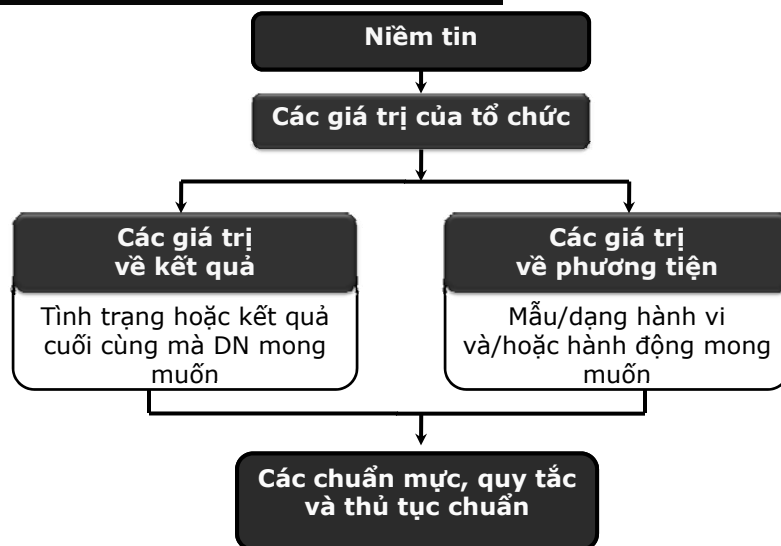 Niềm tin
Các giá trị của tổ chức
Các giá trị
về kết quả
Tình trạng hoặc kết quả
cuối cùng mà DN mong
muốn
Các giá trị
về phương tiện
Mẫu/dạng hành vi
và/hoặc hành động mong
muốn
Các chuẩn mực, quy tắc
và thủ tục chuẩn